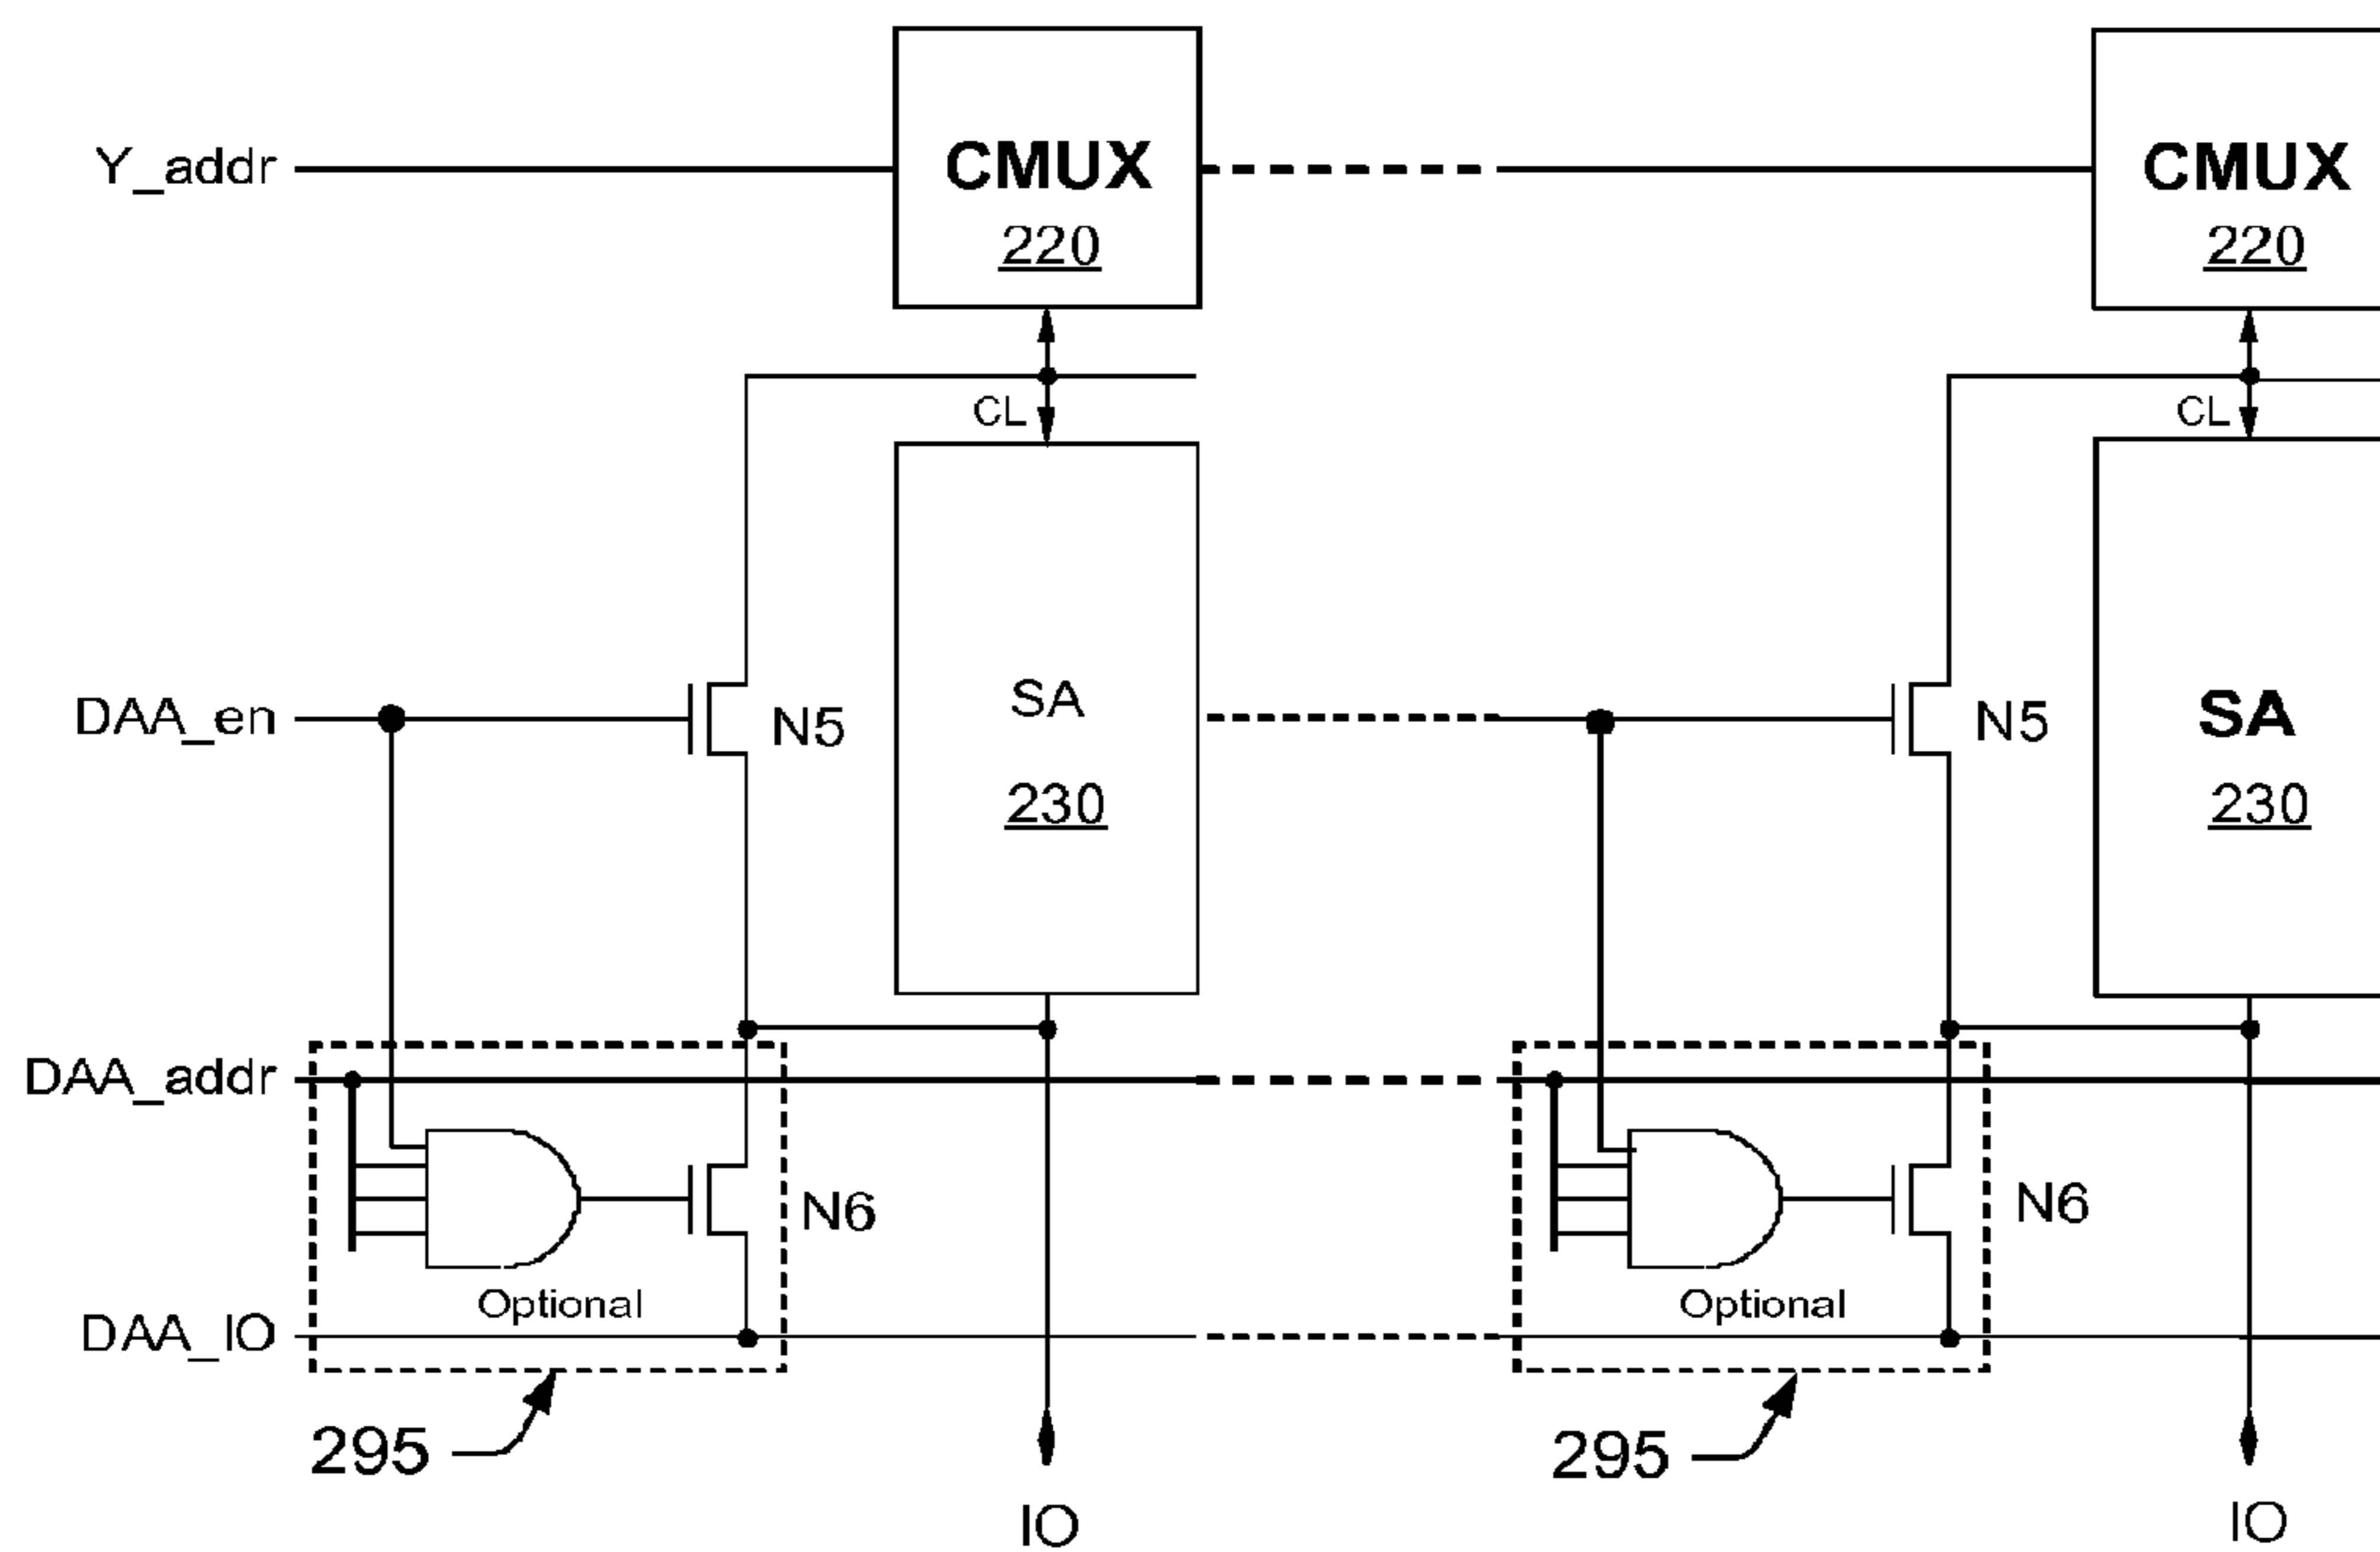 Y_addr
CMUX
220
CMUX
220
CL
CL
DAA_en
N5
SA
230
N5
SA
230
DAA_addr
N6
N6
Optional
Optional
DAA_IO
295
295
IO
IO